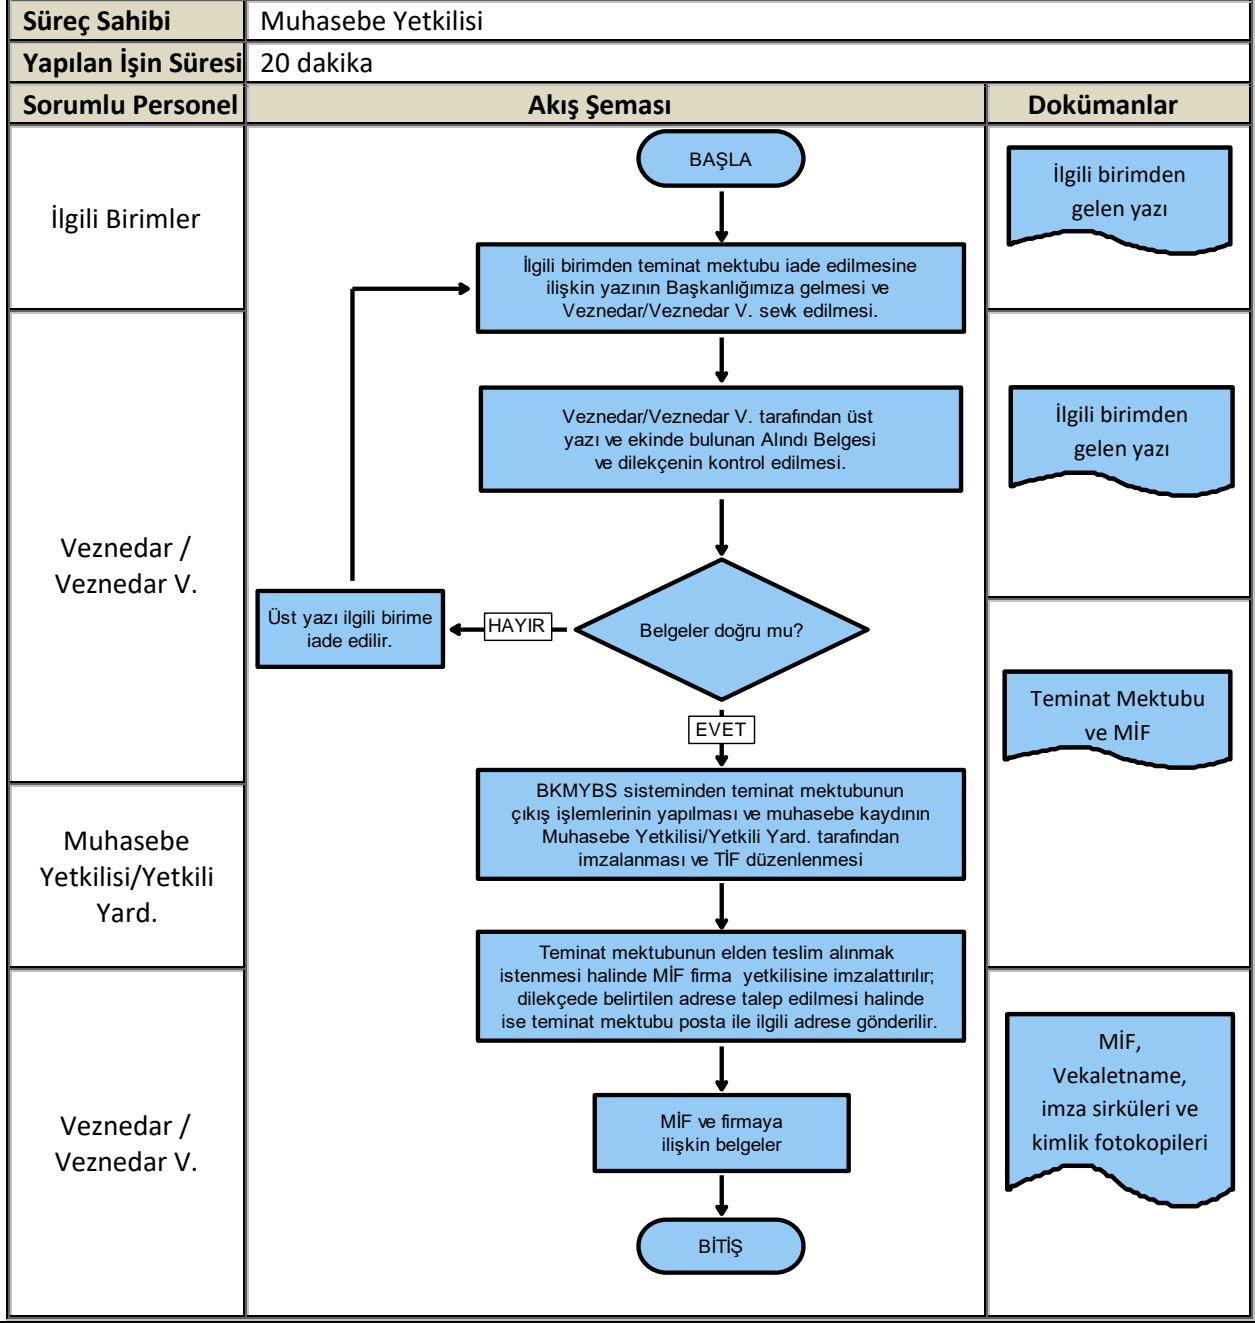 Süreç Sahibi
Muhasebe Yetkilisi
Yapılan İşin Süresi
20 dakika
Sorumlu Personel
Akış Şeması
Dokümanlar
İlgili Birimler
BAŞLA
İlgili birimden
gelen yazı
İlgili birimden teminat mektubu iade edilmesine
ilişkin yazının Başkanlığımıza gelmesi ve
Veznedar/Veznedar V. sevk edilmesi.
Veznedar /
Veznedar V.
Veznedar/Veznedar V. tarafından üst
yazı ve ekinde bulunan Alındı Belgesi
ve dilekçenin kontrol edilmesi.
İlgili birimden
gelen yazı
Üst yazı ilgili birime
iade edilir.
HAYIR
Belgeler doğru mu?
EVET
Teminat Mektubu
ve MİF
Muhasebe
Yetkilisi/Yetkili
Yard.
BKMYBS sisteminden teminat mektubunun
çıkış işlemlerinin yapılması ve muhasebe kaydının
Muhasebe Yetkilisi/Yetkili Yard. tarafından
imzalanması ve TİF düzenlenmesi
Teminat mektubunun elden teslim alınmak
istenmesi halinde MİF firma yetkilisine imzalattırılır;
dilekçede belirtilen adrese talep edilmesi halinde
ise teminat mektubu posta ile ilgili adrese gönderilir.
Veznedar /
Veznedar V.
MİF ve firmaya
ilişkin belgeler
MİF,
Vekaletname,
imza sirküleri ve
kimlik fotokopileri
BİTİŞ